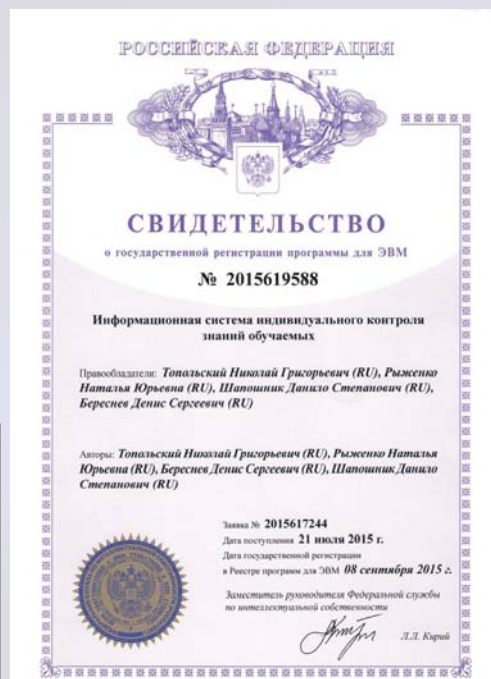 РОССИЙСКАЯ ФЕДЕРАЦИЯ
СВИДЕТЕЛЬСТВО
о государственной регистрации программы для ЭВМ
№ 2015619588
Информационная система индивидуального контроля
знаний обучаемых
Правообладатели: Топольский Николай Григорьевич (RU), Рыженко
Наталья Юрьевна (RU), Шапошник Данило Степанович (RU),
Береснев Денис Сергеевич (RU)
Авторы: Топольский Николай Григорьевич (RU), Рыженко Наталья
Юрьевна (RU), Береснев Денис Сергеевич (RU), Шапошник Данило
Степанович (RU)
Заявка № 2015617244
Дата поступления 21 июля 2015 г.
Дата государственной регистрации
в Реестре программ для ЭВМ 08 сентября 2015 г.
Заместитель руководителя Федеральной службы
по интеллектуальной собственности
Л.Л. Кирий